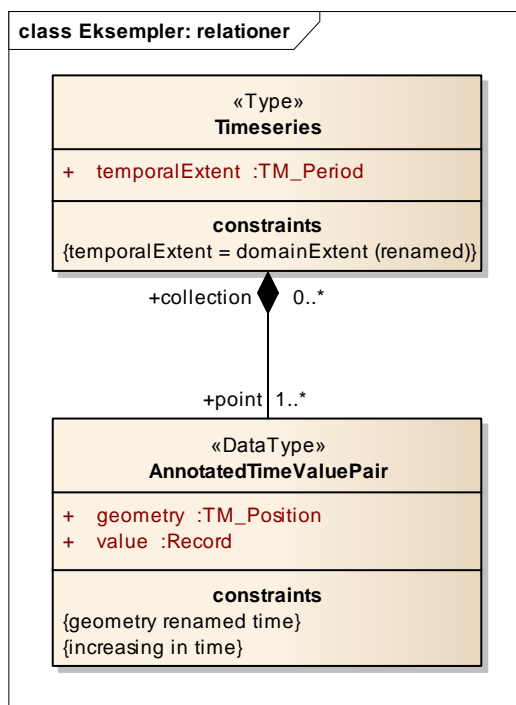 class Eksempler: relationer
«Type»
Timeseries
+ temporalExtent :TM_Period
constraints
{temporalExtent = domainExtent (renamed)}
+collection 0..*
+point 1..*
«DataType»
AnnotatedTimeValuePair
+ geometry :TM_Position
+ value :Record
constraints
{geometry renamed time}
{increasing in time}